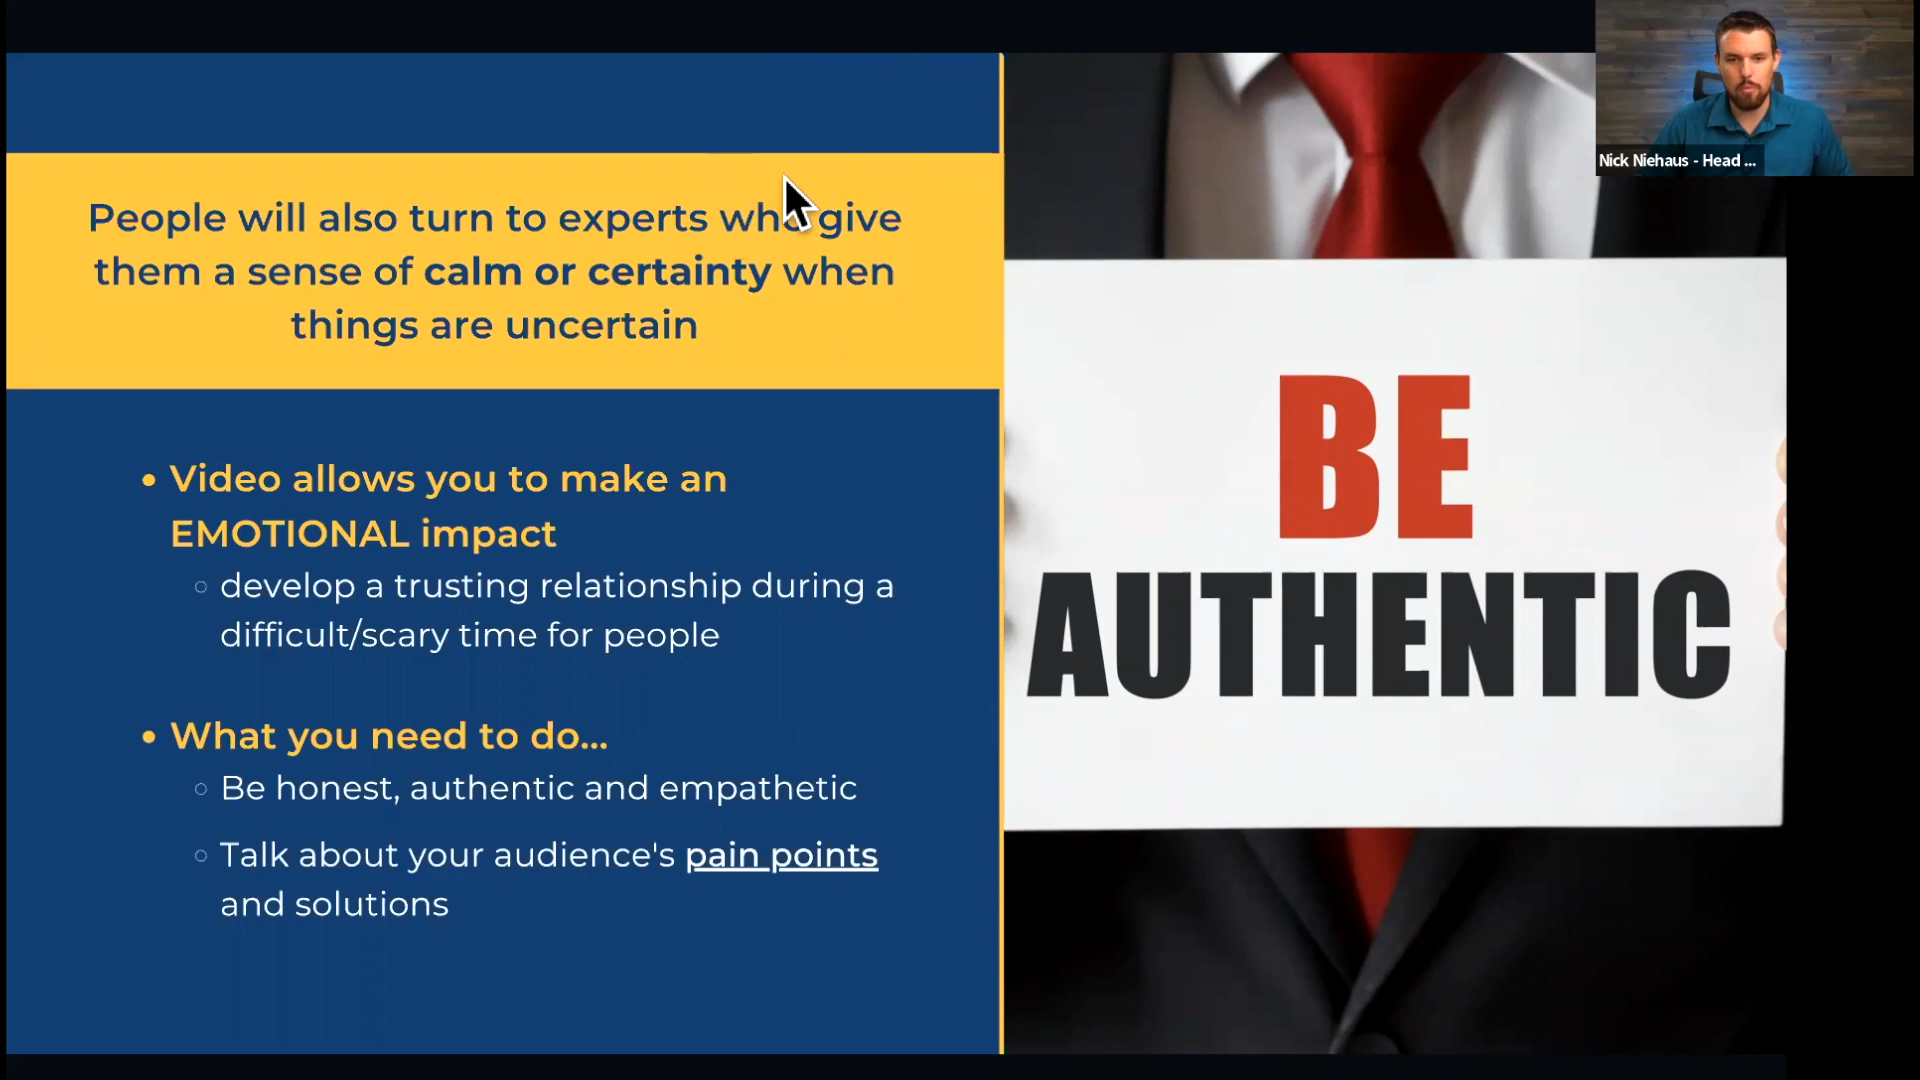 People will also turn to experts who give
them a sense of calm or certainty when
things are uncertain
• Video allows you to make an
EMOTIONAL impact
○ develop a trusting relationship during a
difficult/scary time for people
• What you need to do...
○ Be honest, authentic and empathetic
○ Talk about your audience's pain points
and solutions
BE
AUTHENTIC
Nick Niehaus - Head ...